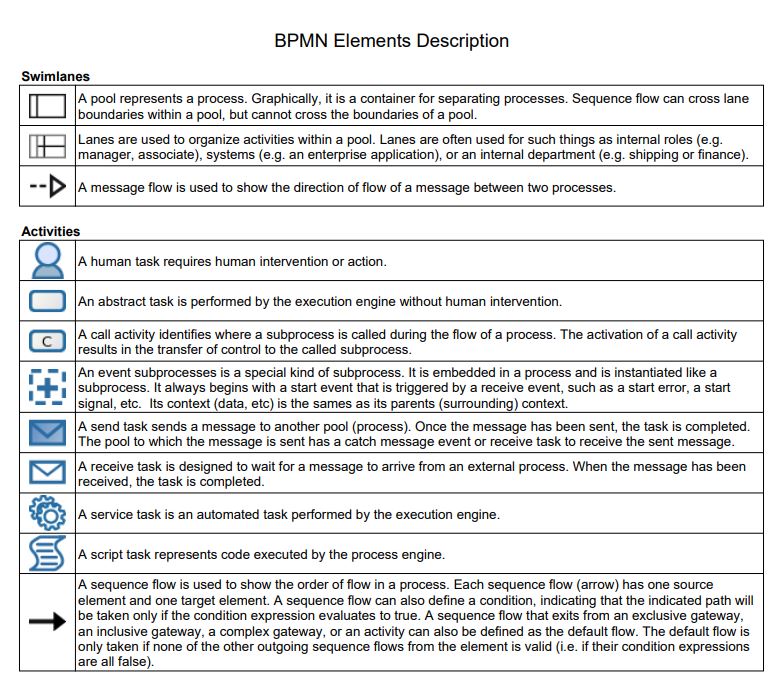 BPMN Elements Description
Swimlanes
A pool represents a process. Graphically, it is a container for separating processes. Sequence flow can cross lane
boundaries within a pool, but cannot cross the boundaries of a pool.
Lanes are used to organize activities within a pool. Lanes are often used for such things as internal roles (e.g.
manager, associate), systems (e.g. an enterprise application), or an internal department (e.g. shipping or finance).
A message flow is used to show the direction of flow of a message between two processes.
Activities
A human task requires human intervention or action.
An abstract task is performed by the execution engine without human intervention.
C
A call activity identifies where a subprocess is called during the flow of a process. The activation of a call activity
results in the transfer of control to the called subprocess.
An event subprocesses is a special kind of subprocess. It is embedded in a process and is instantiated like a
subprocess. It always begins with a start event that is triggered by a receive event, such as a start error, a start
signal, etc.  Its context (data, etc) is the sames as its parents (surrounding) context.
A send task sends a message to another pool (process). Once the message has been sent, the task is completed.
The pool to which the message is sent has a catch message event or receive task to receive the sent message.
A receive task is designed to wait for a message to arrive from an external process. When the message has been
received, the task is completed.
A service task is an automated task performed by the execution engine.
A script task represents code executed by the process engine.
A sequence flow is used to show the order of flow in a process. Each sequence flow (arrow) has one source
element and one target element. A sequence flow can also define a condition, indicating that the indicated path will
be taken only if the condition expression evaluates to true. A sequence flow that exits from an exclusive gateway,
an inclusive gateway, a complex gateway, or an activity can also be defined as the default flow. The default flow is
only taken if none of the other outgoing sequence flows from the element is valid (i.e. if their condition expressions
are all false).